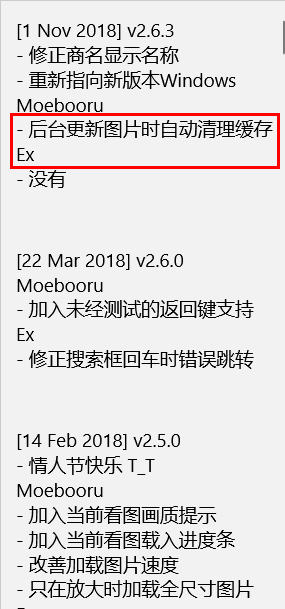 [1 Nov 2018] v2.6.3
- 修正商名显示名称
- 重新指向新版本Windows
Moebooru
- 后台更新图片时自动清理缓存
Ex
- 没有
[22 Mar 2018] v2.6.0
Moebooru
- 加入未经测试的返回键支持
Ex
- 修正搜索框回车时错误跳转
[14 Feb 2018] v2.5.0
- 情人节快乐 T_T
Moebooru
- 加入当前看图画质提示
- 加入当前看图载入进度条
- 改善加载图片速度
- 只在放大时加载全尺寸图片